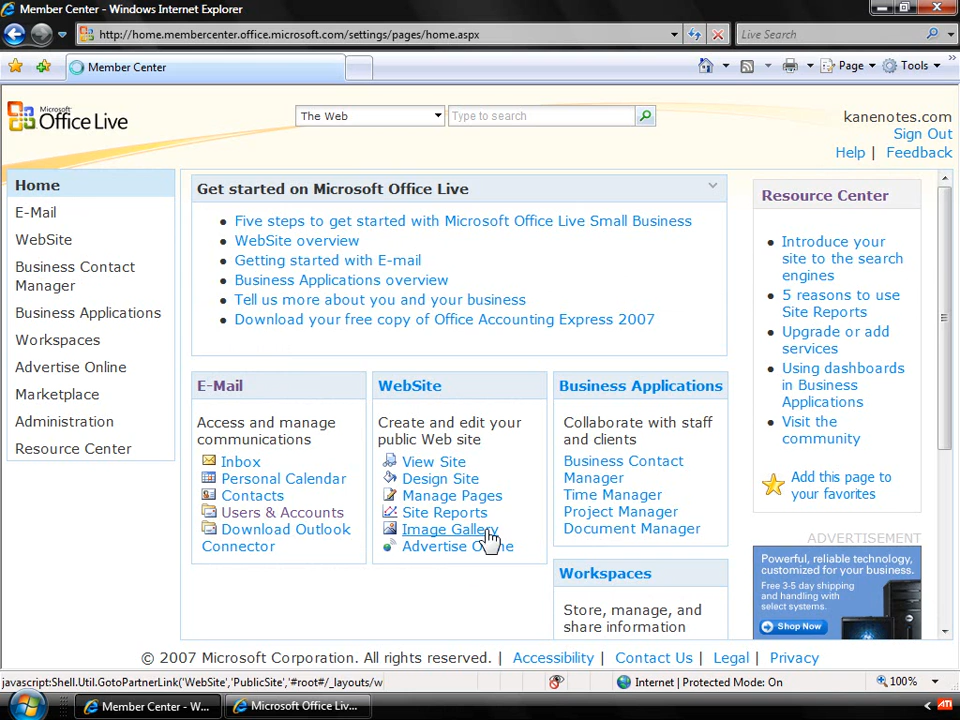 Member Center - Windows Internet Explorer
http://home.membercenter.office.microsoft.com/settings/pages/home.aspx
Live Search
Member Center
Page
Tools
Microsoft
Office Live
The Web
Type to search
kanenotes.com
Sign Out
Help | Feedback
Home
E-Mail
WebSite
Business Contact
Manager
Business Applications
Workspaces
Advertise Online
Marketplace
Administration
Resource Center
Get started on Microsoft Office Live
Five steps to get started with Microsoft Office Live Small Business
WebSite overview
Getting started with E-mail
Business Applications overview
Tell us more about you and your business
Download your free copy of Office Accounting Express 2007
E-Mail
Access and manage
communications
Inbox
Personal Calendar
Contacts
Users & Accounts
Download Outlook
Connector
WebSite
Create and edit your
public Web site
View Site
Design Site
Manage Pages
Site Reports
Image Gallery
Advertise Online
Business Applications
Collaborate with staff
and clients
Business Contact
Manager
Time Manager
Project Manager
Document Manager
Workspaces
Store, manage, and
share information
Resource Center
Introduce your
site to the search
engines
5 reasons to use
Site Reports
Upgrade or add
services
Using dashboards
in Business
Applications
Visit the
community
Add this page to
your favorites
ADVERTISEMENT
Powerful, reliable technology,
customized for your business.
Free 3-5 day shipping
and handling with
select systems.
Shop Now
© 2007 Microsoft Corporation. All rights reserved. | Accessibility | Contact Us | Legal | Privacy
javascript:Shell.Util.GotoPartnerLink('WebSite','PublicSite','#root#/_layouts/w
Internet | Protected Mode: On
100%
Member Center - W...
Microsoft Office Liv...
ATI